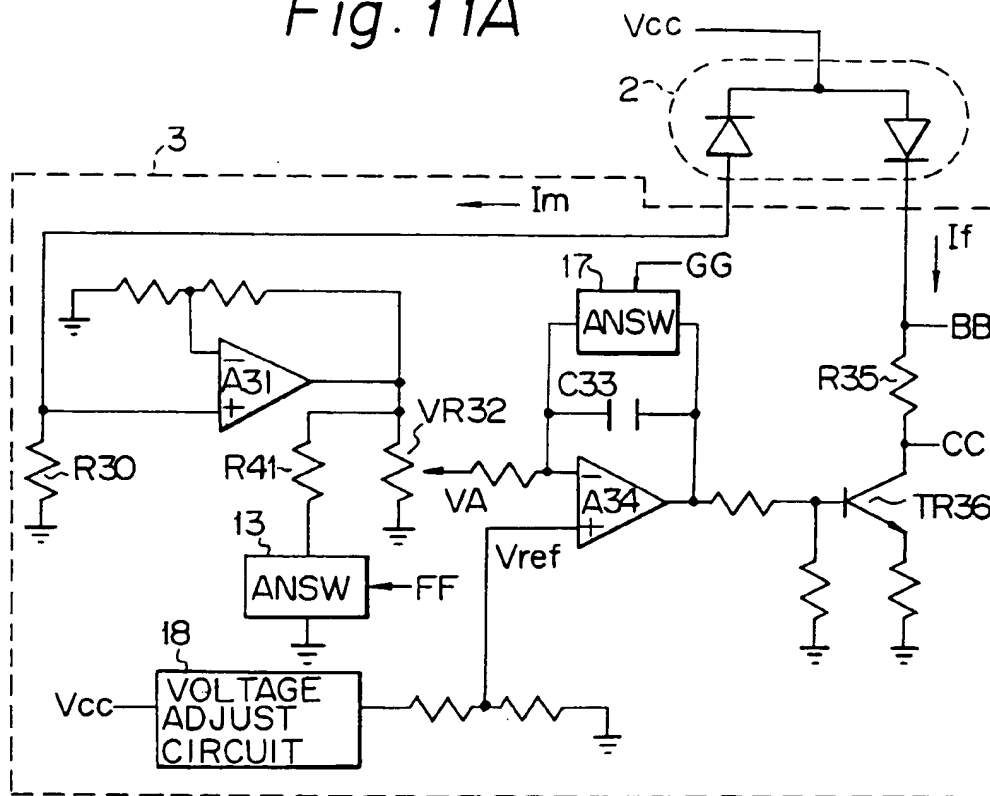 Fig. 11A
Vcc
2
3
Im
If
17
GG
ANSW
BB
A31
−
+
C33
R35
VR32
CC
R30
R41
VA
−
A34
+
TR36
13
Vref
ANSW
FF
18
Vcc
VOLTAGE
ADJUST
CIRCUIT